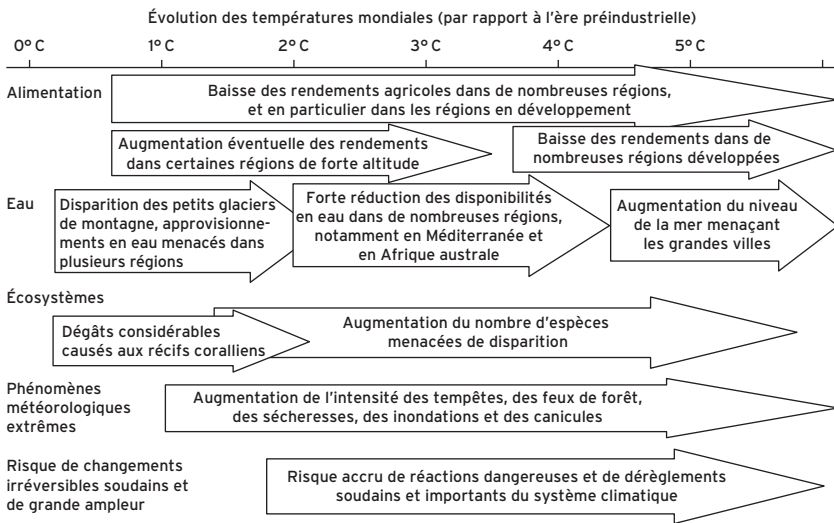 Évolution des températures mondiales (par rapport à l'ère préindustrielle)
0° C 1° C 2° C 3° C 4° C 5° C
Alimentation
Baisse des rendements agricoles dans de nombreuses régions,
et en particulier dans les régions en développement
Augmentation éventuelle des rendements
dans certaines régions de forte altitude
Baisse des rendements dans de
nombreuses régions développées
Eau
Disparition des petits glaciers
de montagne, approvisionne-
ments en eau menacés dans
plusieurs régions
Forte réduction des disponibilités
en eau dans de nombreuses régions,
notamment en Méditerranée et
en Afrique australe
Augmentation du niveau
de la mer menaçant
les grandes villes
Écosystèmes
Dégâts considérables
causés aux récifs coralliens
Augmentation du nombre d'espèces
menacées de disparition
Phénomènes
météorologiques
extrêmes
Augmentation de l'intensité des tempêtes, des feux de forêt,
des sécheresses, des inondations et des canicules
Risque de changements
irréversibles soudains et
de grande ampleur
Risque accru de réactions dangereuses et de dérèglements
soudains et importants du système climatique